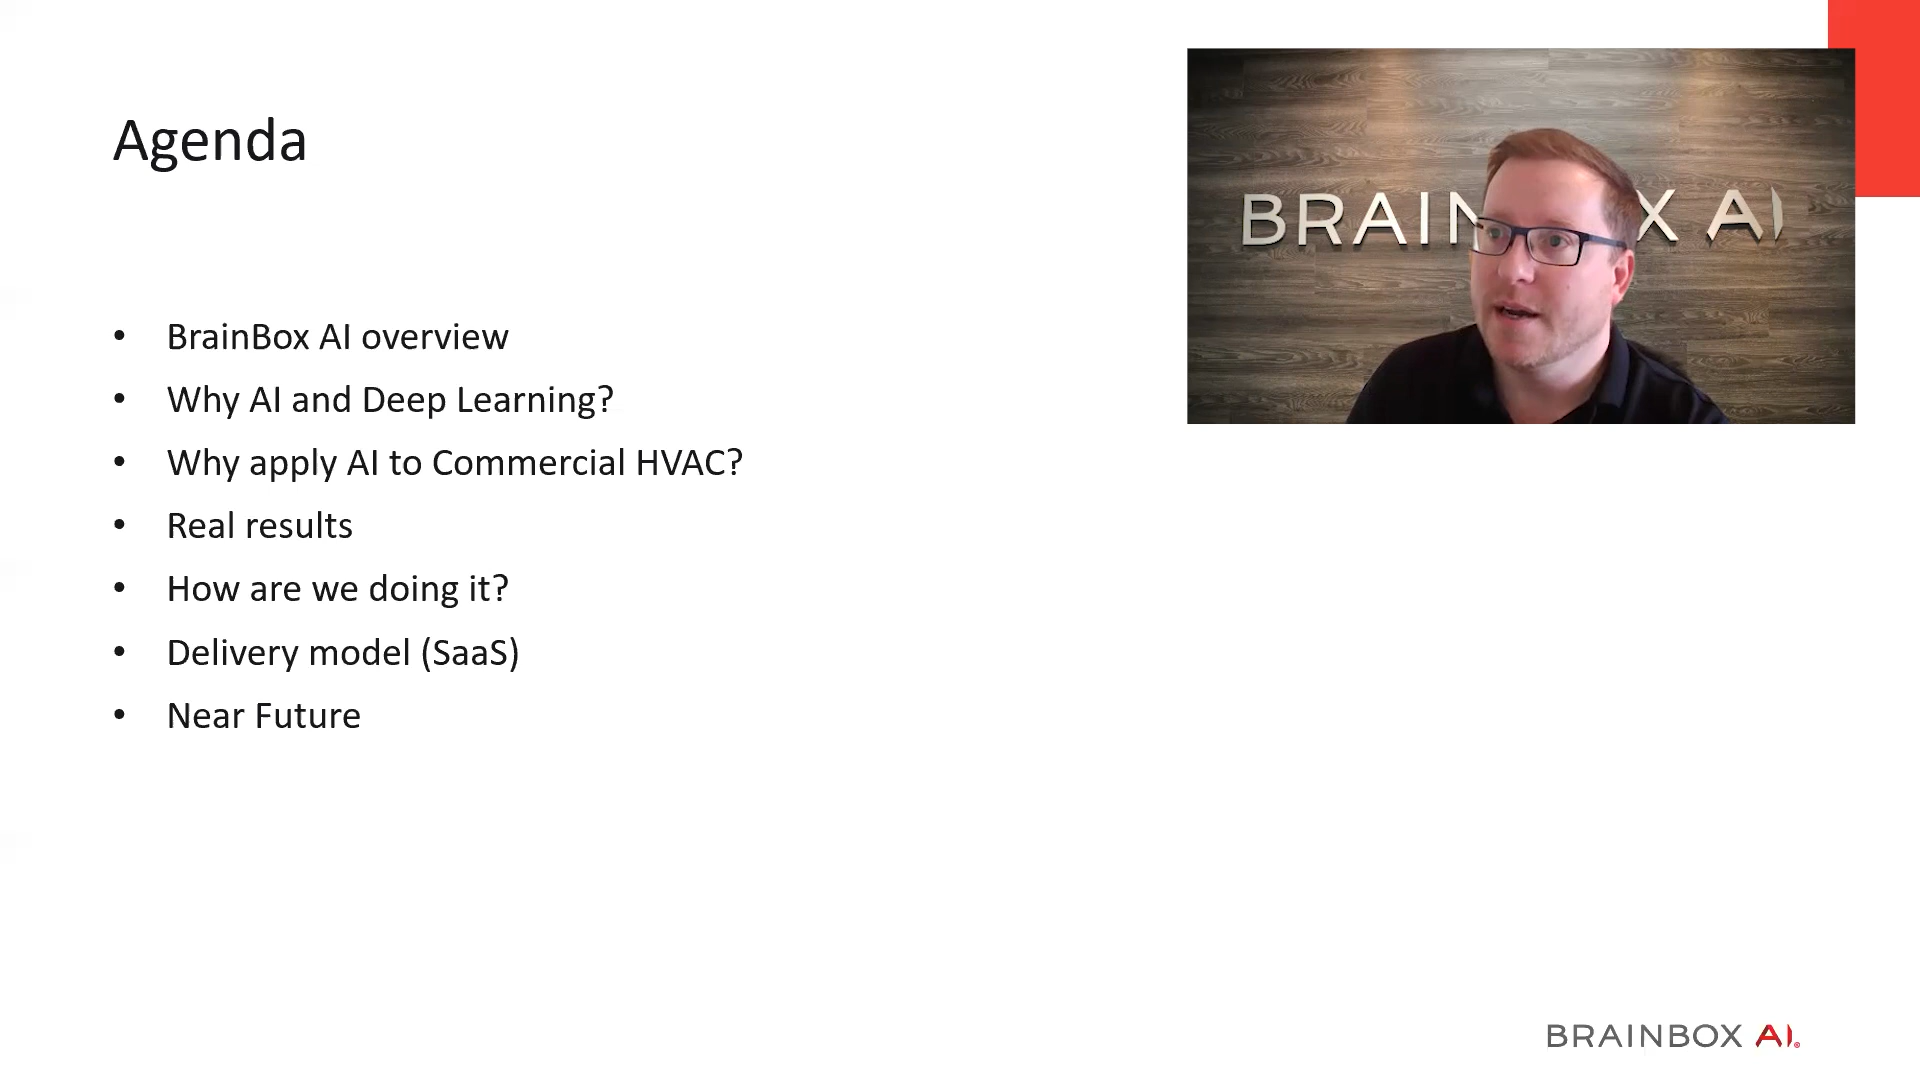 Agenda
BRAINBOX AI
• BrainBox AI overview
• Why AI and Deep Learning?
• Why apply AI to Commercial HVAC?
• Real results
• How are we doing it?
• Delivery model (SaaS)
• Near Future
BRAINBOX AI®